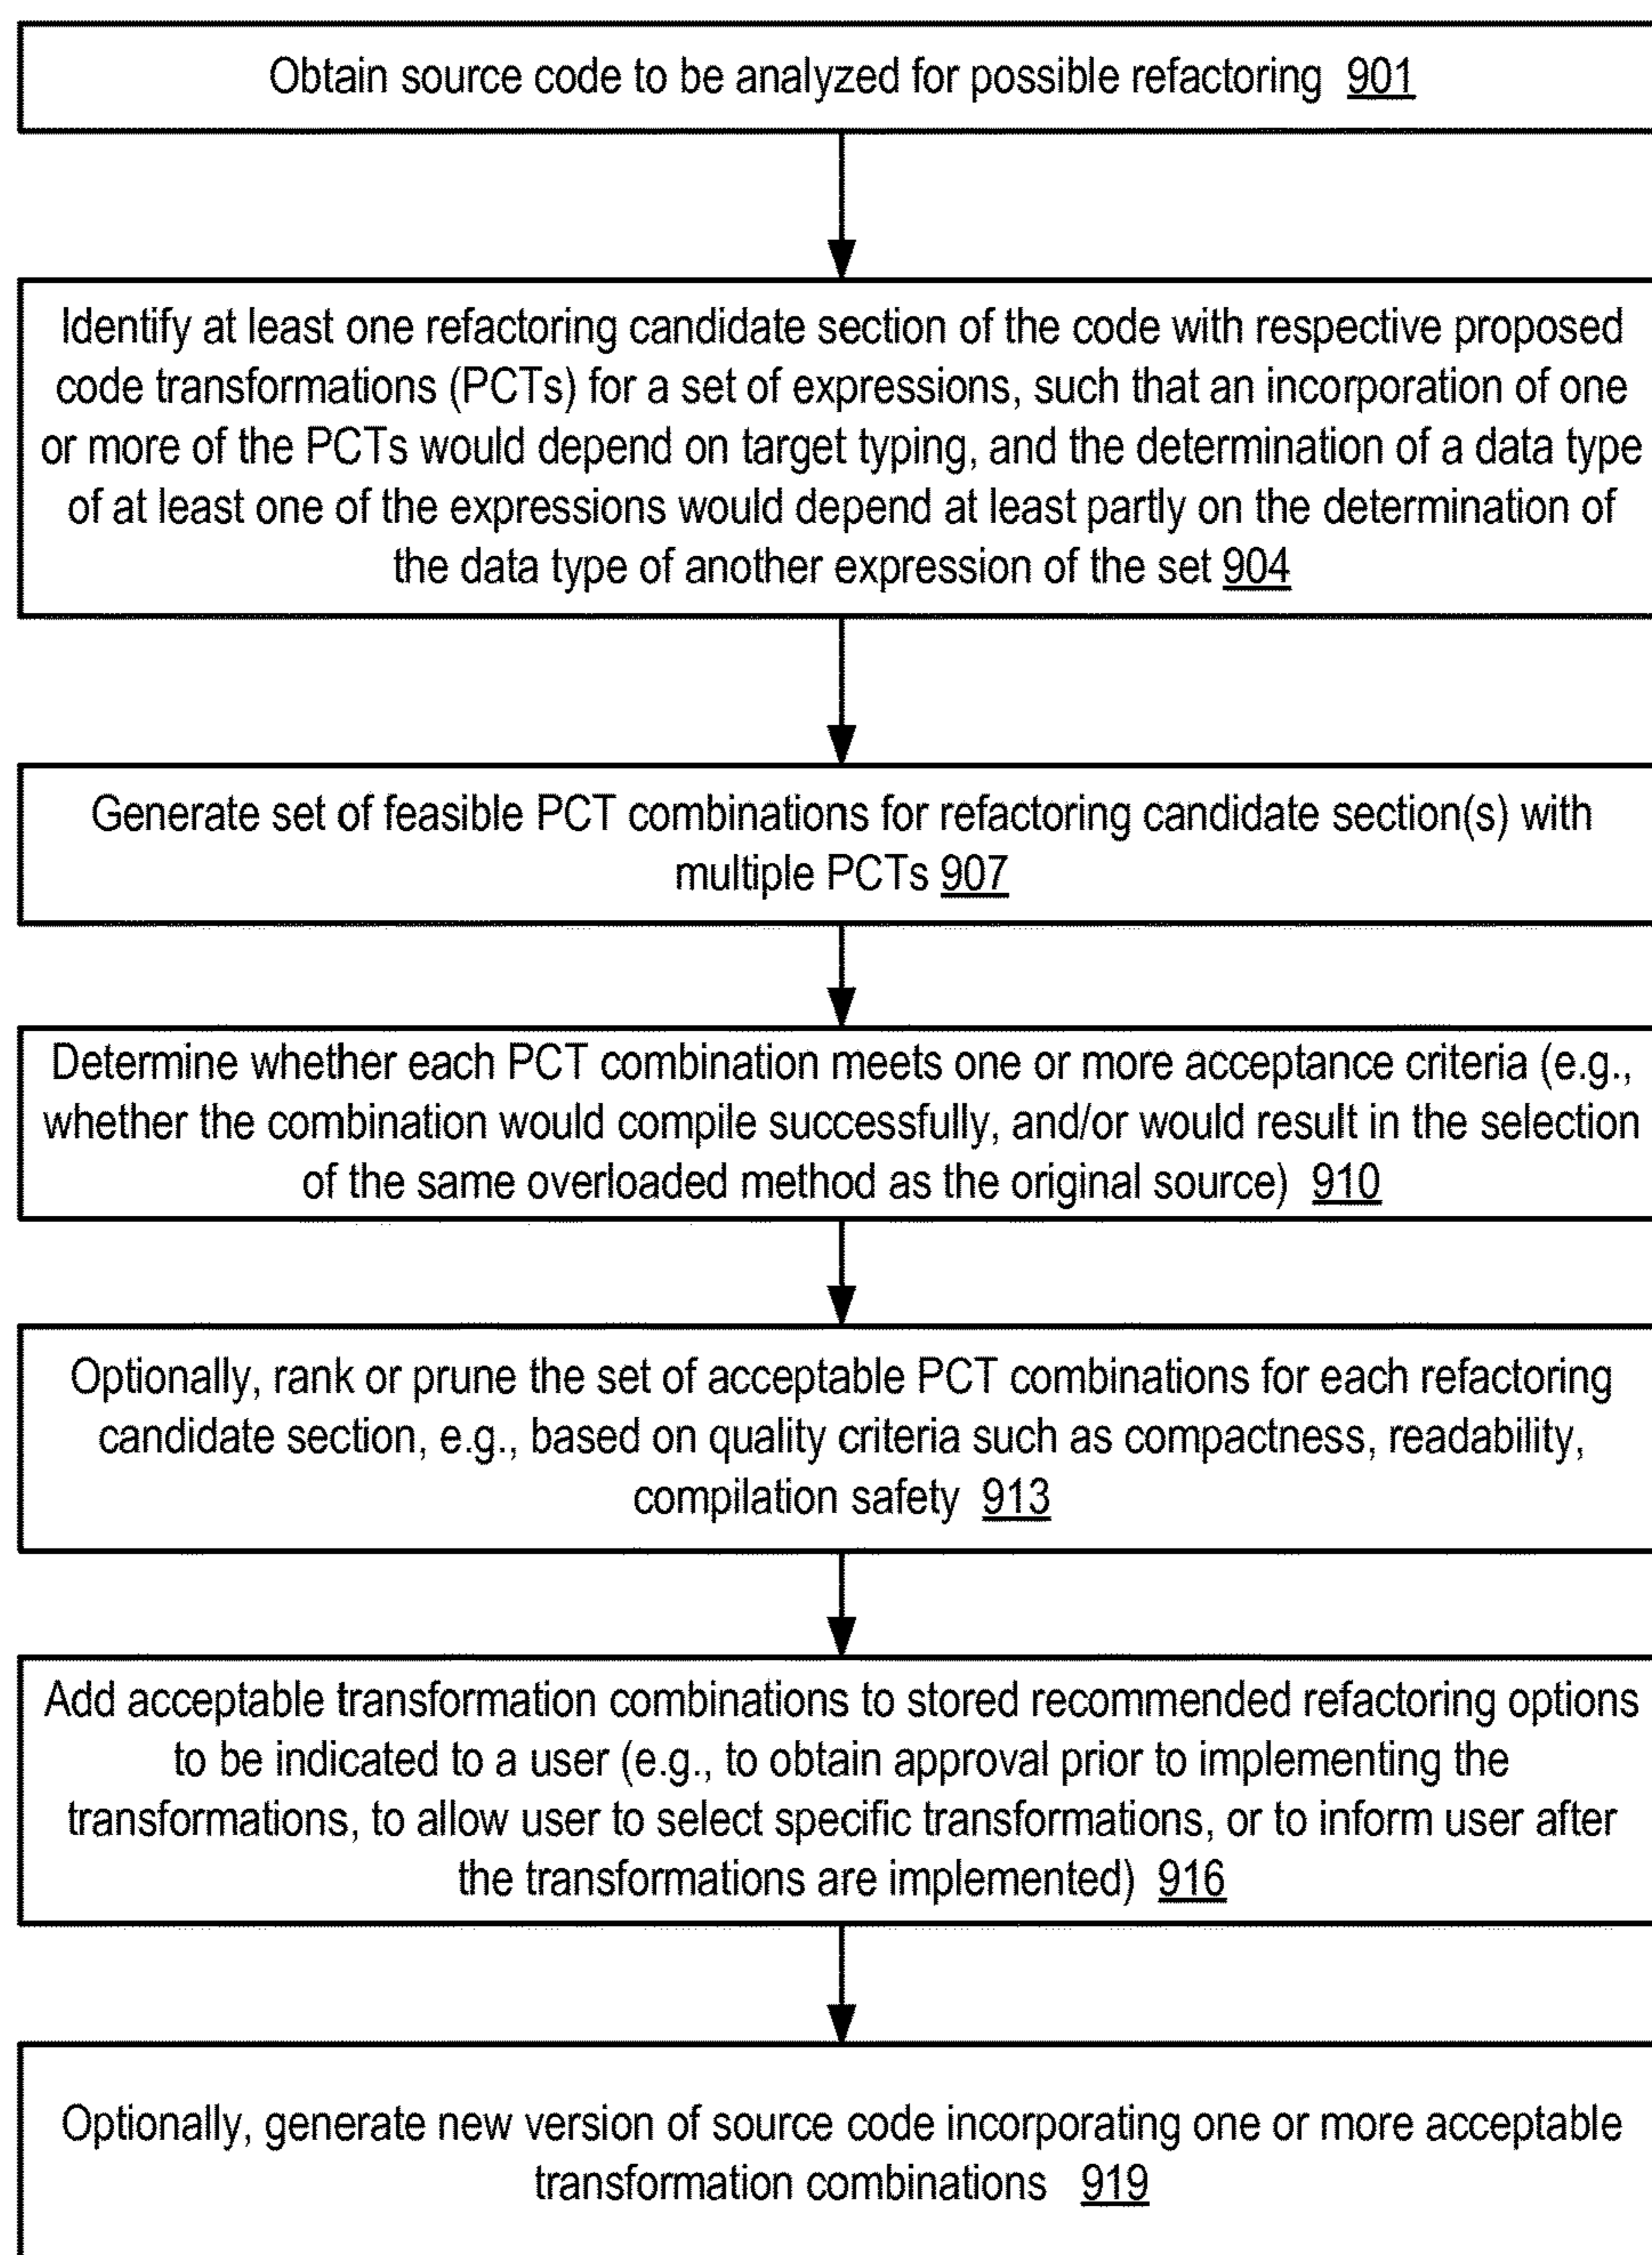 Obtain source code to be analyzed for possible refactoring 901
Identify at least one refactoring candidate section of the code with respective proposed
code transformations (PCTs) for a set of expressions, such that an incorporation of one
or more of the PCTs would depend on target typing, and the determination of a data type
of at least one of the expressions would depend at least partly on the determination of
the data type of another expression of the set 904
Generate set of feasible PCT combinations for refactoring candidate section(s) with
multiple PCTs 907
Determine whether each PCT combination meets one or more acceptance criteria (e.g.,
whether the combination would compile successfully, and/or would result in the selection
of the same overloaded method as the original source) 910
Optionally, rank or prune the set of acceptable PCT combinations for each refactoring
candidate section, e.g., based on quality criteria such as compactness, readability,
compilation safety 913
Add acceptable transformation combinations to stored recommended refactoring options
to be indicated to a user (e.g., to obtain approval prior to implementing the
transformations, to allow user to select specific transformations, or to inform user after
the transformations are implemented) 916
Optionally, generate new version of source code incorporating one or more acceptable
transformation combinations 919